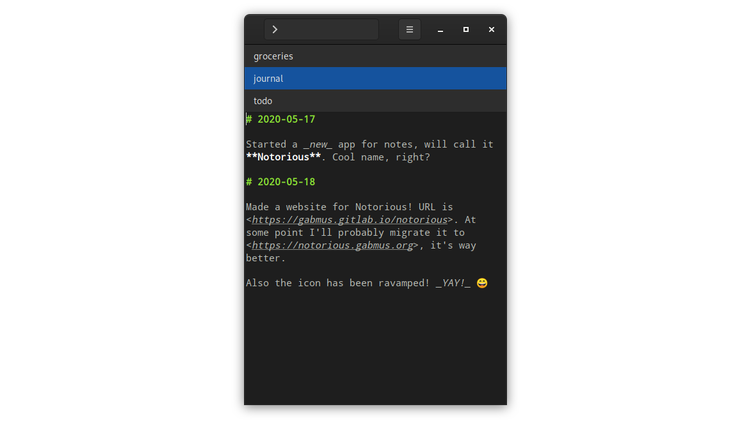 groceries
journal
todo
# 2020-05-17
Started a _new_ app for notes, will call it
**Notorious**. Cool name, right?
# 2020-05-18
Made a website for Notorious! URL is
<https://gabmus.gitlab.io/notorious>. At
some point I'll probably migrate it to
<https://notorious.gabmus.org>, it's way
better.
Also the icon has been ravamped! _YAY!_ 😄